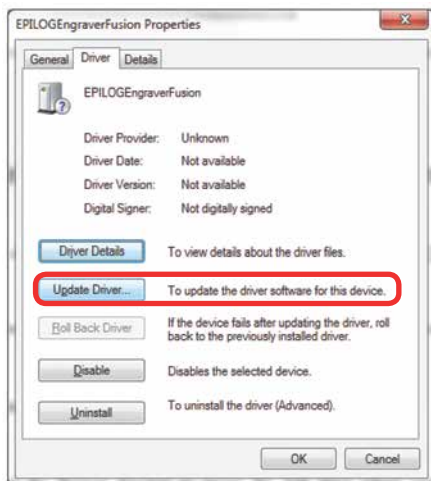 EPILOGEngraverFusion Properties
General Driver Details
EPILOGEngraverFusion
Driver Provider: Unknown
Driver Date: Not available
Driver Version: Not available
Digital Signer: Not digitally signed
Driver Details To view details about the driver files.
Update Driver... To update the driver software for this device.
Roll Back Driver If the device fails after updating the driver, roll
back to the previously installed driver.
Disable Disables the selected device.
Uninstall To uninstall the driver (Advanced).
OK Cancel